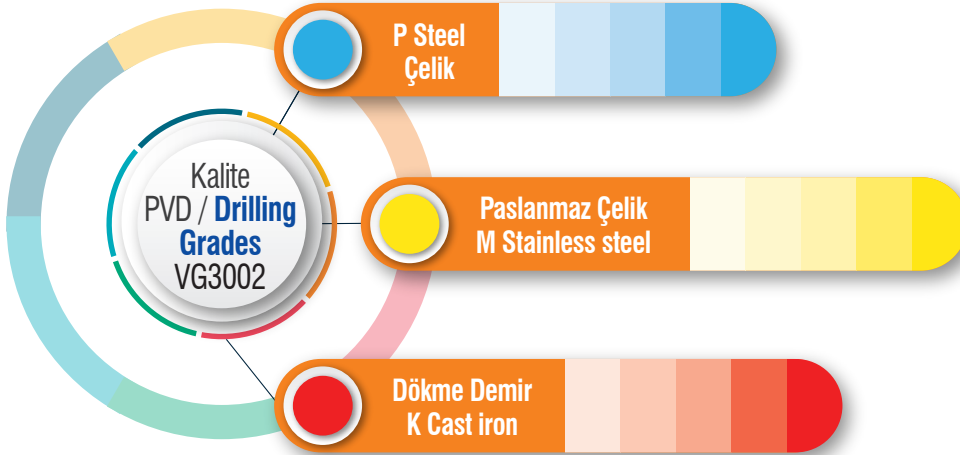 P Steel
Çelik
Kalite
PVD / Drilling
Grades
VG3002
Paslanmaz Çelik
M Stainless steel
Dökme Demir
K Cast iron